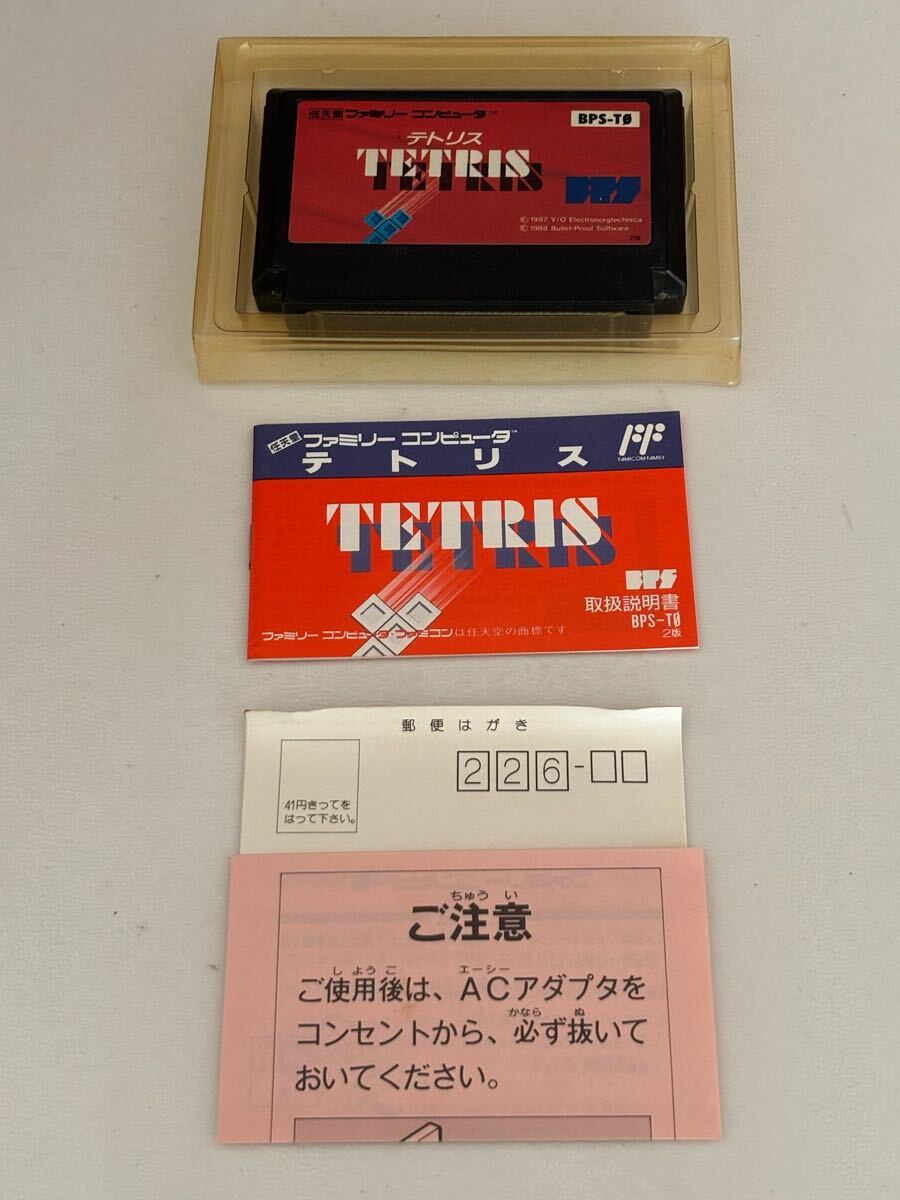 任天堂 ファミリー コンピュータ™
BPS-TØ
テトリス
TETRIS
BPS
©1987 V/O Electronorgtechnica
©1988 Bullet-Proof Software
2版
任天堂 ファミリー コンピュータ™
テトリス
FAMICOM FAMILY
TETRIS
BPS
取扱説明書
BPS-TØ
2版
ファミリー コンピュータ・ファミコンは任天堂の商標です。
郵便はがき
226-□□
41円きってを
はって下さい。
ちゅう い
ご注意
しようご エーシー
ご使用後は、ACアダプタを
かなら ぬ
コンセントから、必ず抜いて
おいてください。